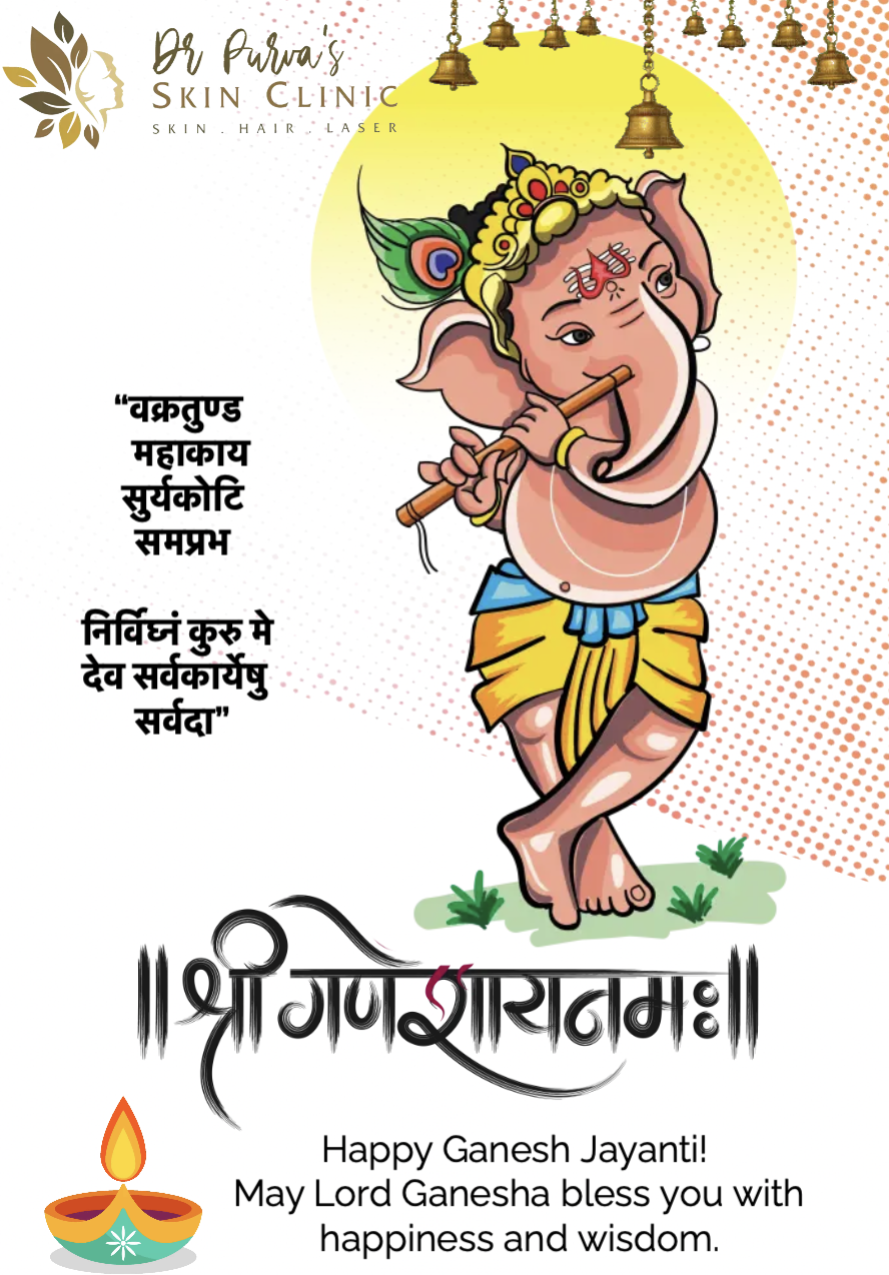 Dr Purva's
SKIN CLINIC
SKIN . HAIR . LASER
“वक्रतुण्ड
महाकाय
सुर्यकोटि
समप्रभ
निर्विघ्नं कुरु मे
देव सर्वकार्येषु
सर्वदा”
॥श्री गणेशायनमः॥
Happy Ganesh Jayanti!
May Lord Ganesha bless you with
happiness and wisdom.